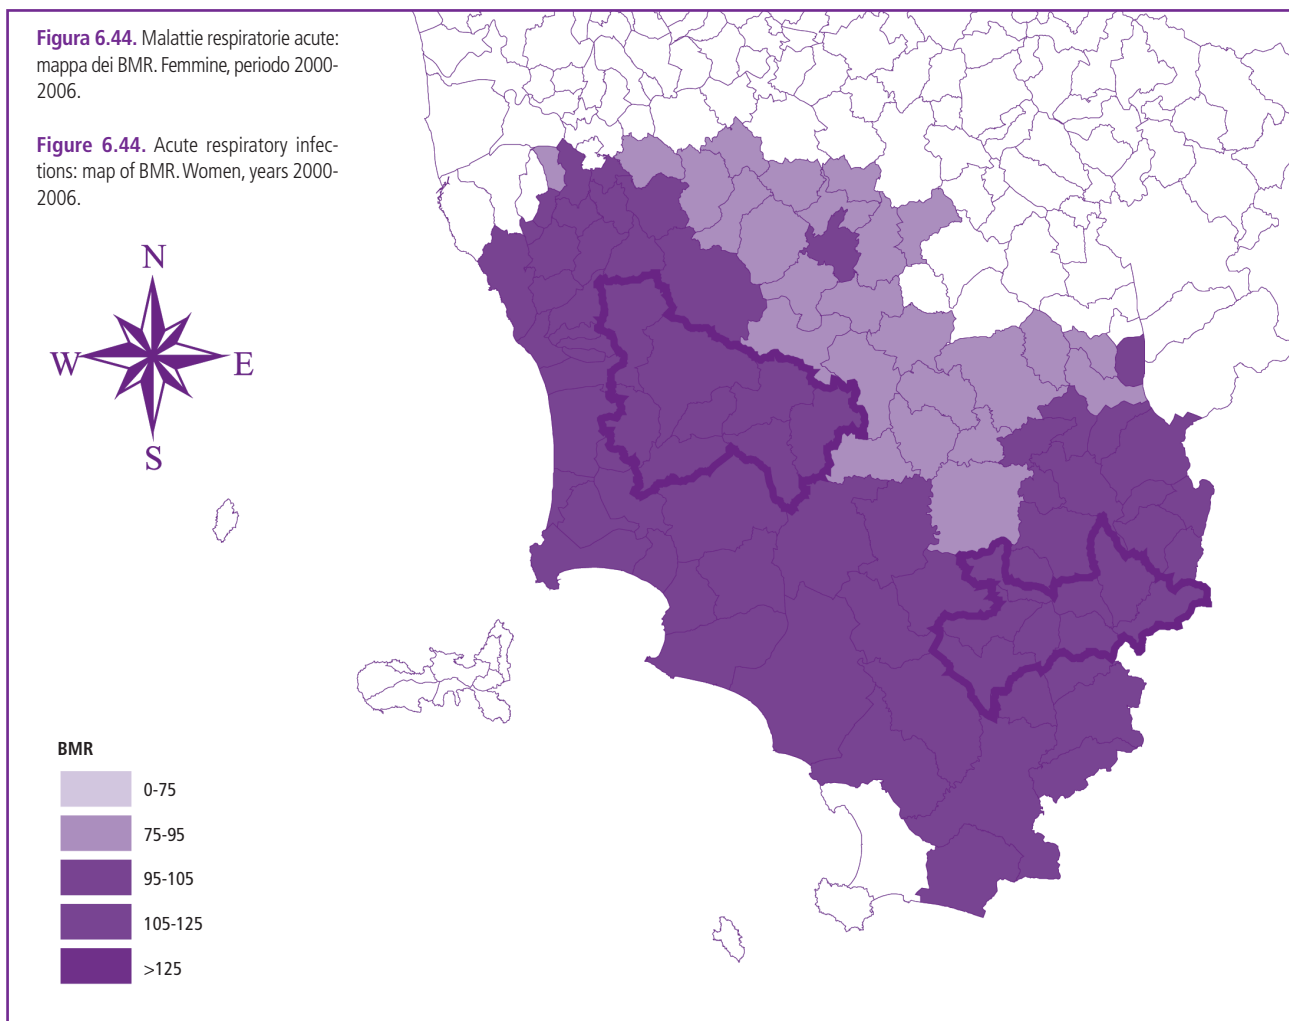 Figura 6.44. Malattie respiratorie acute:
mappa dei BMR. Femmine, periodo 2000-
2006.
Figure 6.44. Acute respiratory infec-
tions: map of BMR. Women, years 2000-
2006.
N
W
E
S
BMR
0-75
75-95
95-105
105-125
>125